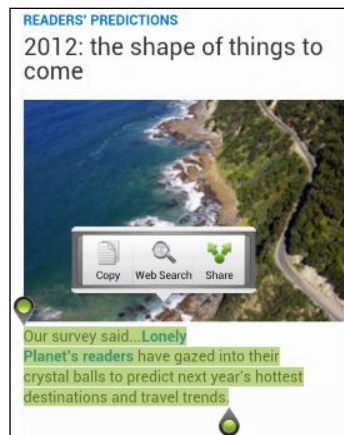 READERS' PREDICTIONS
2012: the shape of things to
come
Copy Web Search Share
Our survey said...Lonely
Planet's readers have gazed into their
crystal balls to predict next year's hottest
destinations and travel trends.